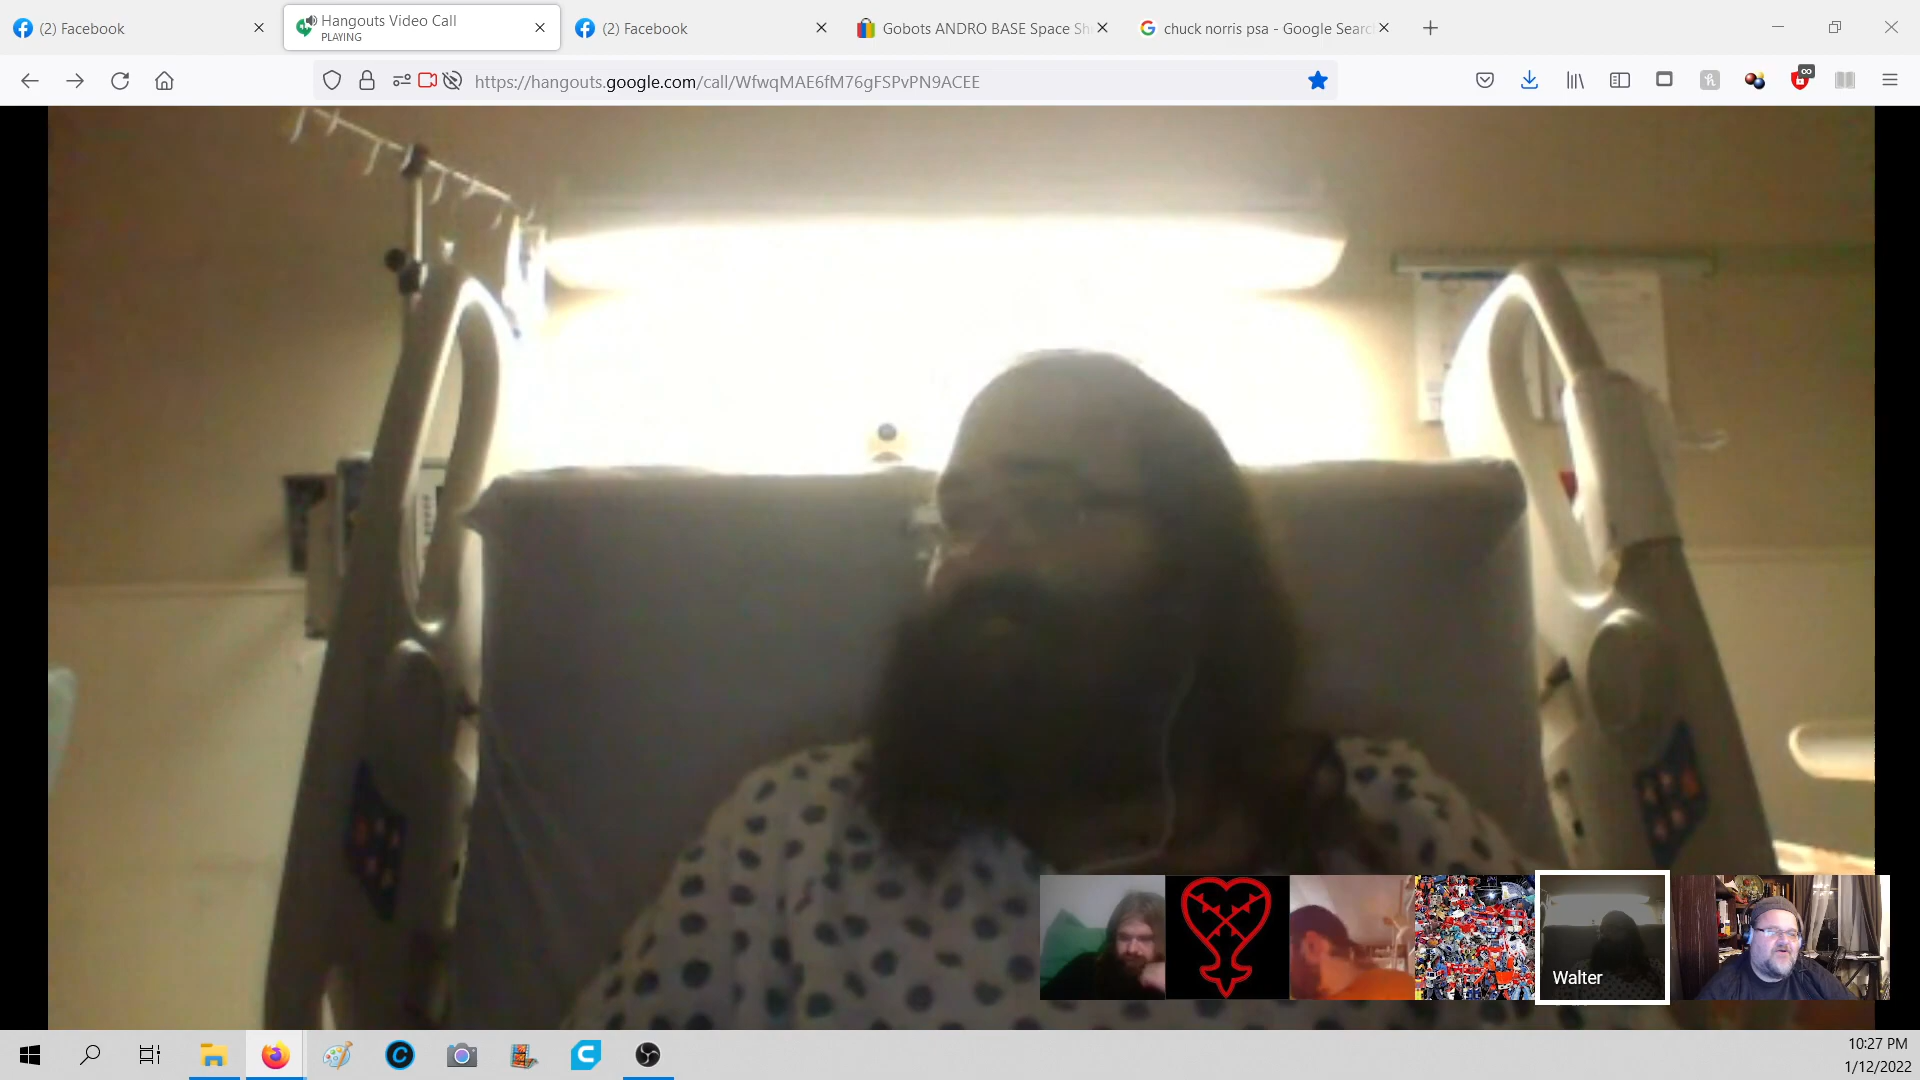 (2) Facebook
Hangouts Video Call
PLAYING
(2) Facebook
Gobots ANDRO BASE Space Sh
chuck norris psa - Google Searc
https://hangouts.google.com/call/WfwqMAE6fM76gFSPvPN9ACEE
Walter
10:27 PM
1/12/2022